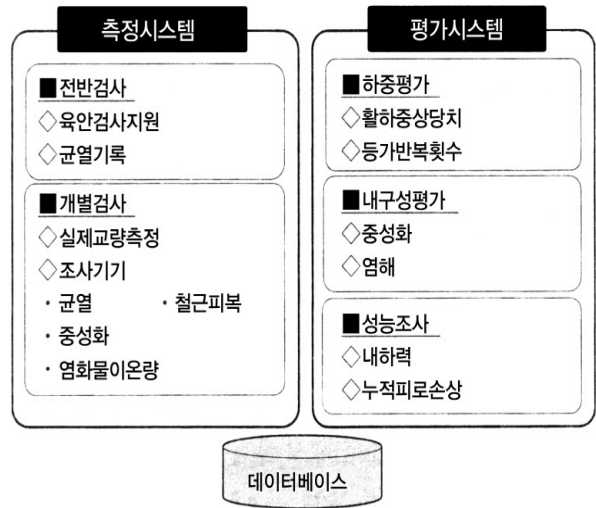 측정시스템
■전반검사
◇육안검사지원
◇균열기록
■개별검사
◇실제교량측정
◇조사기기
· 균열 · 철근피복
· 중성화
· 염화물이온량
평가시스템
■하중평가
◇활하중상당치
◇등가반복횟수
■내구성평가
◇중성화
◇염해
■성능조사
◇내하력
◇누적피로손상
데이터베이스